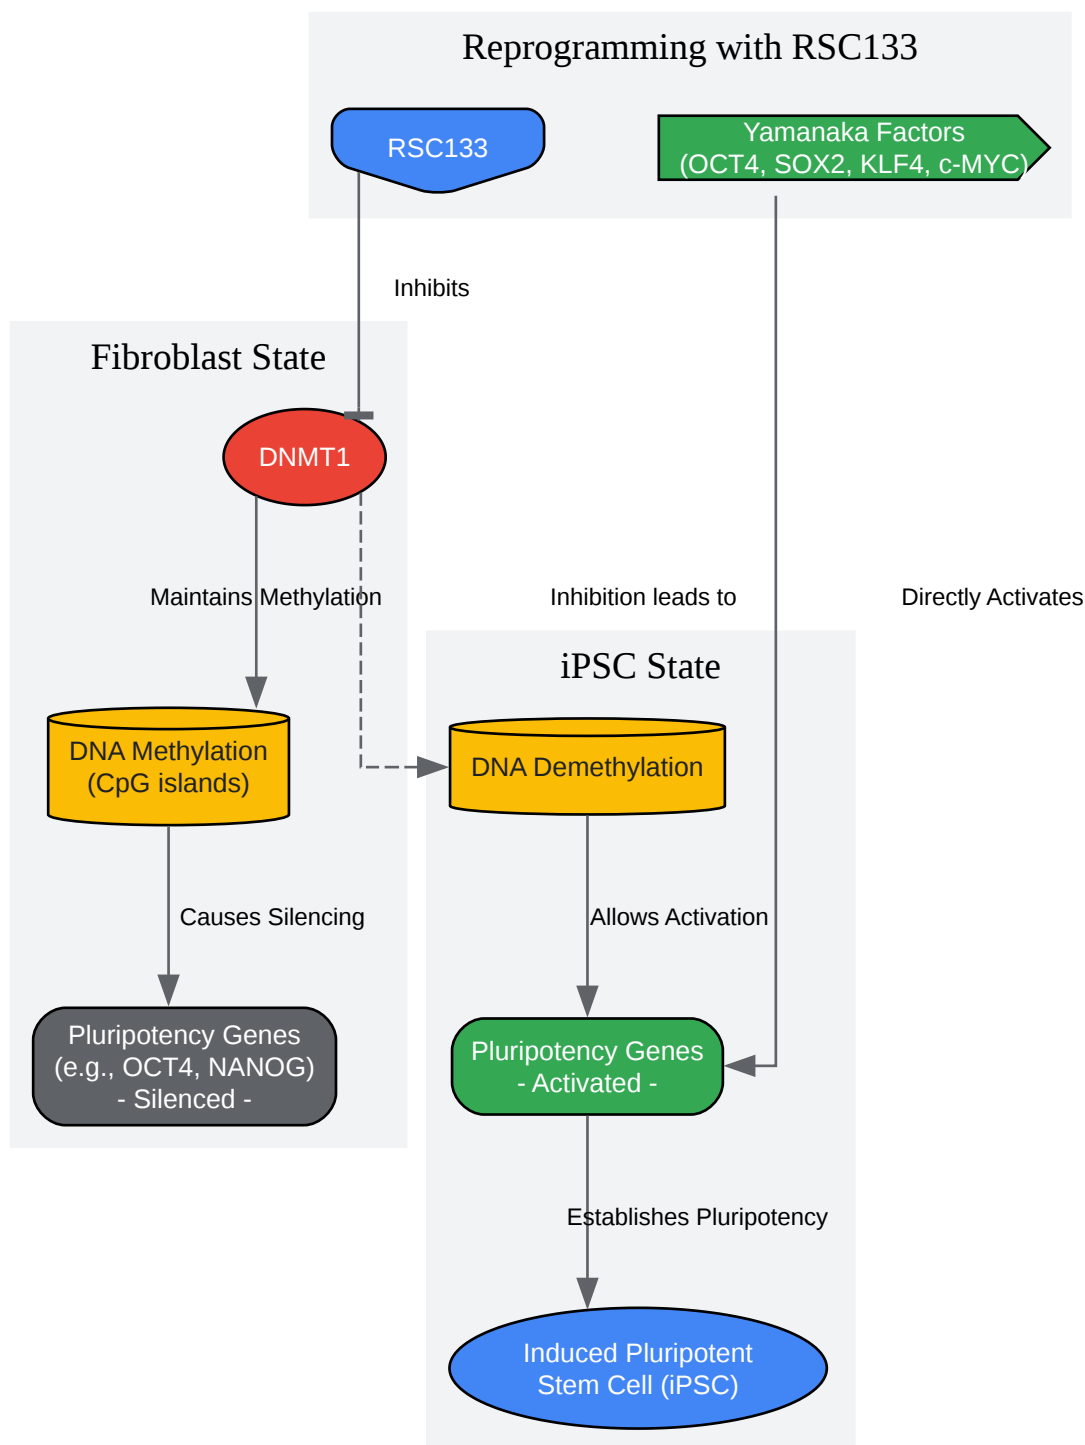 Reprogramming with RSC133
RSC133
Yamanaka Factors
(OCT4, SOX2, KLF4, c-MYC)
Inhibits
Fibroblast State
DNMT1
Maintains Methylation
Inhibition leads to
Directly Activates
iPSC State
DNA Methylation
(CpG islands)
DNA Demethylation
Causes Silencing
Allows Activation
Pluripotency Genes
(e.g., OCT4, NANOG)
- Silenced -
Pluripotency Genes
- Activated -
Establishes Pluripotency
Induced Pluripotent
Stem Cell (iPSC)